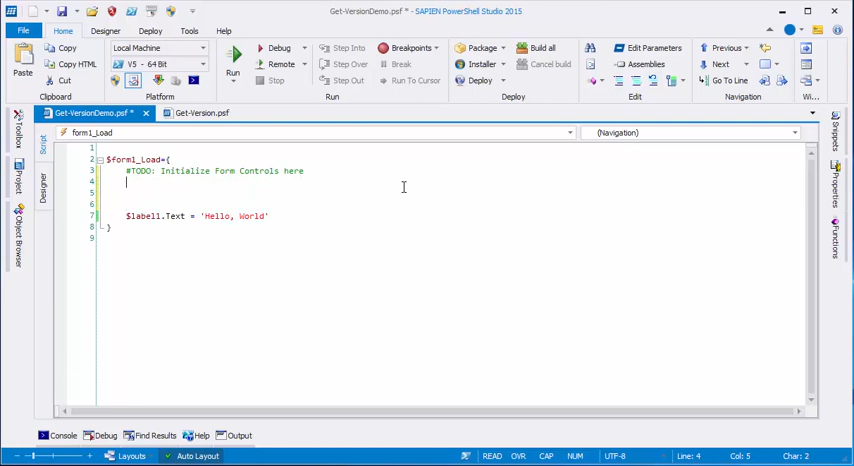 Get-VersionDemo.psf * - SAPIEN PowerShell Studio 2015
File Home Designer Deploy Tools Help
Paste
Copy
Copy HTML
Cut
Clipboard
Local Machine
V5 - 64 Bit
Platform
Run
Debug
Remote
Stop
Step Into
Step Over
Step Out
Breakpoints
Break
Run To Cursor
Run
Package
Installer
Deploy
Build all
Cancel build
Deploy
Edit Parameters
Assemblies
Edit
Previous
Next
Go To Line
Navigation
Wi...
Get-VersionDemo.psf * Get-Version.psf
form1_Load (Navigation)
Toolbox
Project
Object Browser
Script
Designer
1
2 $form1_Load={
3 #TODO: Initialize Form Controls here
4
5
6
7 $label1.Text = 'Hello, World'
8 }
9
Snippets
Properties
Functions
Console Debug Find Results Help Output
Layouts Auto Layout READ OVR CAP NUM UTF-8 Line: 4 Col: 5 Char: 2